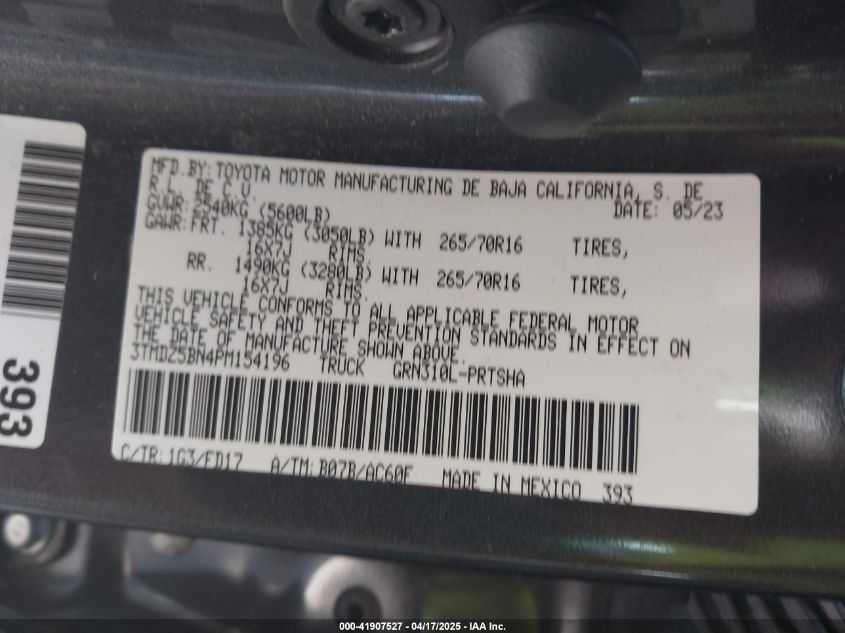 MFD.BY:TOYOTA MOTOR MANUFACTURING DE BAJA CALIFORNIA, S. DE
R.L. DE C.V. DATE: 05/23
GVWR:2540KG (5600LB)
GAWR:FRT. 1385KG (3050LB) WITH 265/70R16 TIRES,
16X7J RIMS.
RR. 1490KG (3280LB) WITH 265/70R16 TIRES,
16X7J RIMS.
THIS VEHICLE CONFORMS TO ALL APPLICABLE FEDERAL MOTOR
VEHICLE SAFETY AND THEFT PREVENTION STANDARDS IN EFFECT ON
THE DATE OF MANUFACTURE SHOWN ABOVE.
3TMDZ5BN4PM154196 TRUCK GRN310L-PRTSHA
C/TR:1G3/FD17 A/TM:B07B/AC60F MADE IN MEXICO 393
393
000-41907527 - 04/17/2025 - IAA Inc.